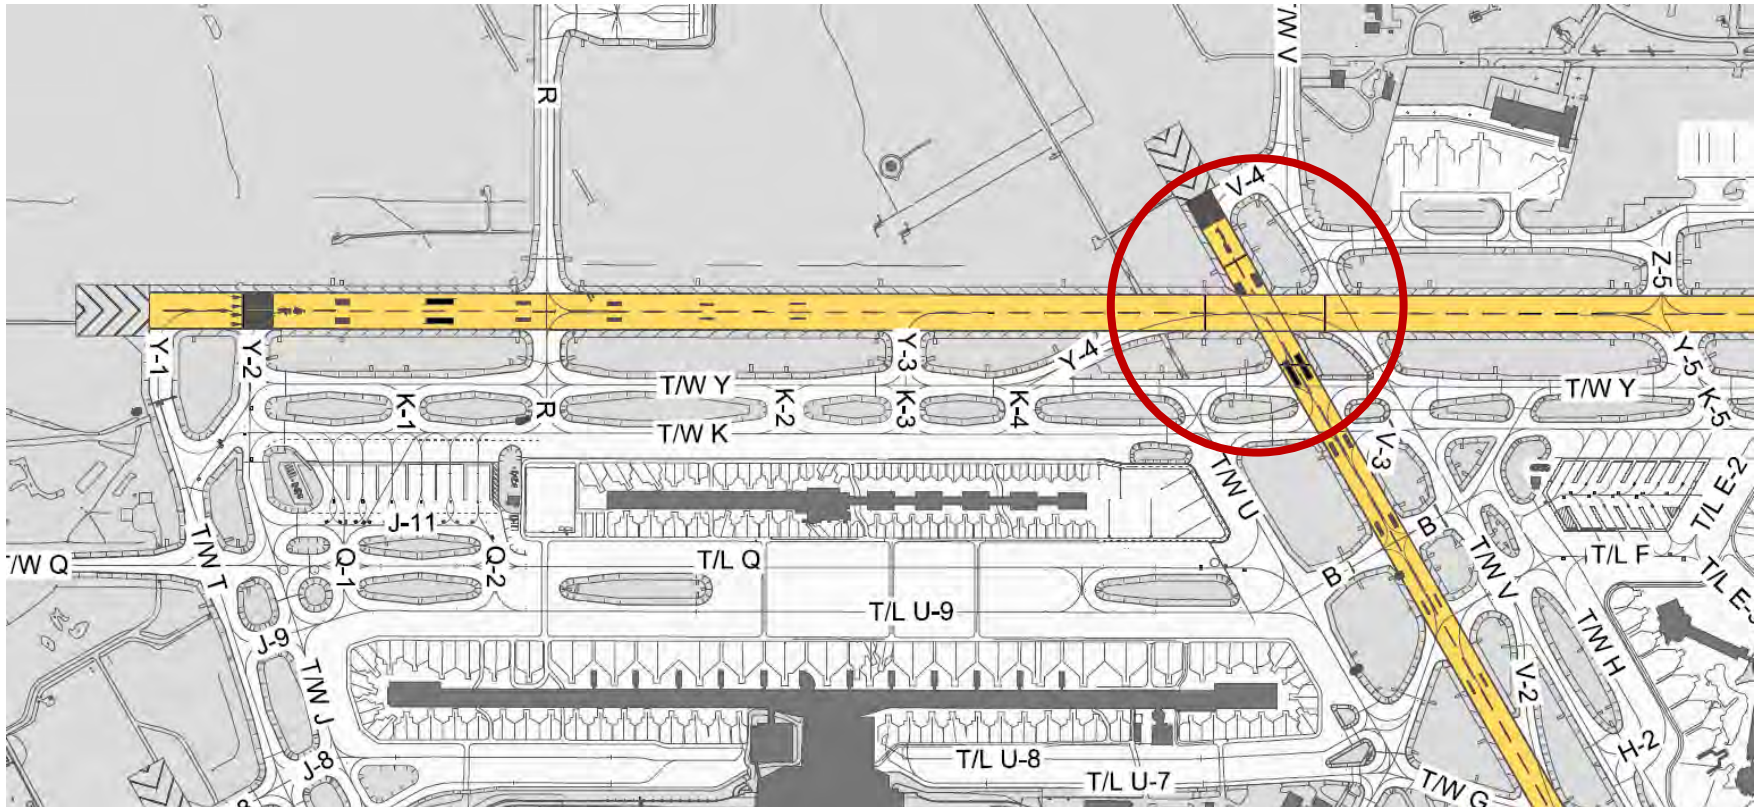 T/W V
R
V-4
Z-5
Y-1
Y-2
Y-3
Y-4
Y-5
T/W Y
T/W Y
K-1
R
K-2
K-3
K-4
K-5
T/W K
V-3
T/W U
T/L E-2
J-11
B
T/W Q
T/W T
Q-1
Q-2
T/L Q
B
T/W V
T/L F
T/L E-3
T/L U-9
J-9
T/W H
T/W J
V-2
H-2
J-8
T/L U-8
T/L U-7
T/W G